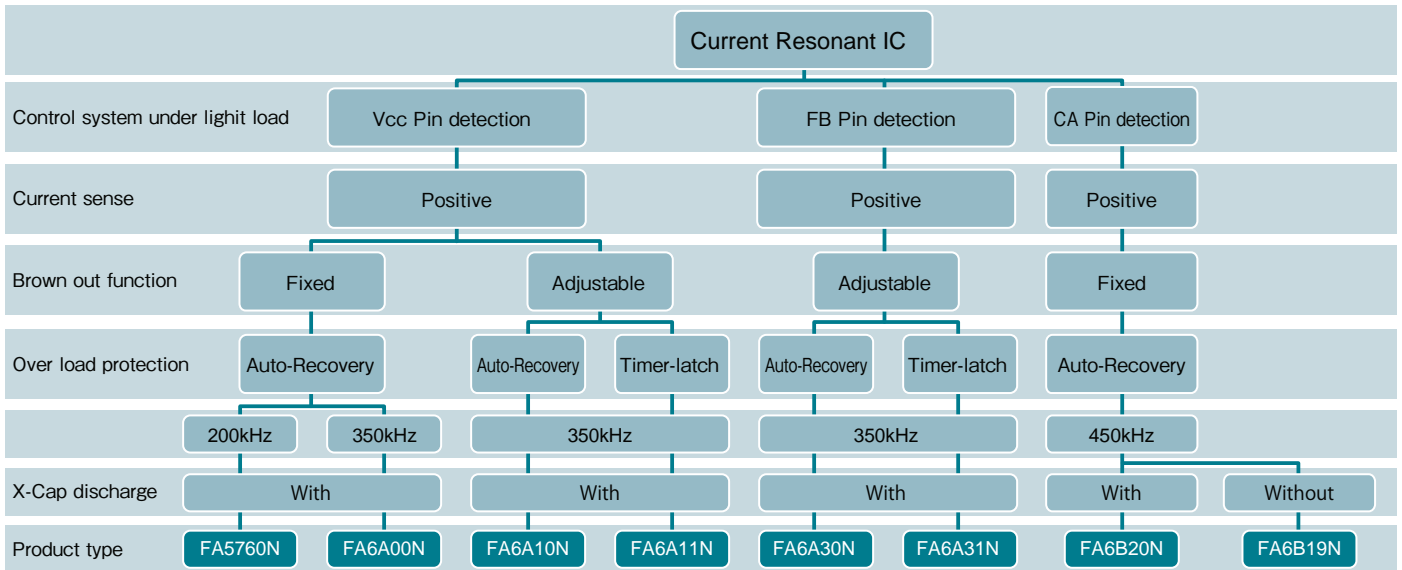 Current Resonant IC
Control system under lighit load
Vcc Pin detection
FB Pin detection
CA Pin detection
Current sense
Positive
Positive
Positive
Brown out function
Fixed
Adjustable
Adjustable
Fixed
Over load protection
Auto-Recovery
Auto-Recovery
Timer-latch
Auto-Recovery
Timer-latch
Auto-Recovery
200kHz
350kHz
350kHz
350kHz
450kHz
X-Cap discharge
With
With
With
With
Without
Product type
FA5760N
FA6A00N
FA6A10N
FA6A11N
FA6A30N
FA6A31N
FA6B20N
FA6B19N